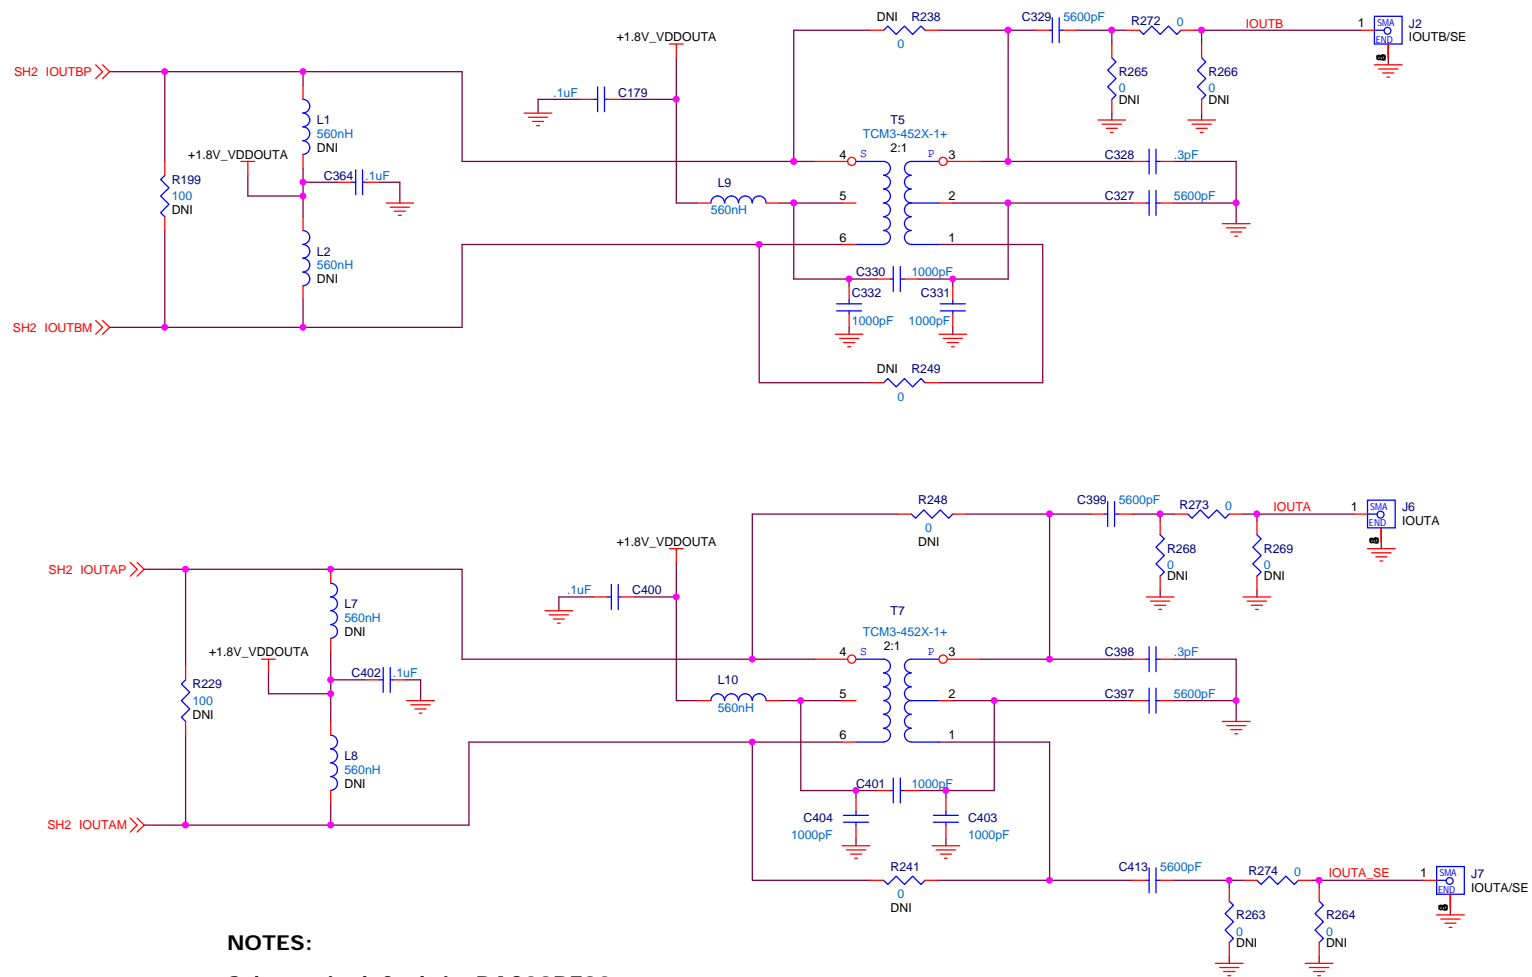 DNI R238
0
C329 5600pF
R272 0
IOUTB
1
SMA
END
J2
IOUTB/SE
+1.8V_VDDOUTA
SH2 IOUTBP
R265
0
DNI
R266
0
DNI
.1uF C179
L1
560nH
DNI
T5
TCM3-452X-1+
2:1
+1.8V_VDDOUTA
4 S P 3
C328 .3pF
C364 .1uF
R199
100
DNI
L9
560nH
5 2
C327 5600pF
6 1
L2
560nH
DNI
C330 1000pF
C332
1000pF
C331
1000pF
SH2 IOUTBM
DNI R249
0
R248
0
DNI
C399 5600pF
R273 0
IOUTA
1
SMA
END
J6
IOUTA
+1.8V_VDDOUTA
R268
0
DNI
R269
0
DNI
SH2 IOUTAP
.1uF C400
L7
560nH
DNI
T7
TCM3-452X-1+
2:1
+1.8V_VDDOUTA
4 S P 3
C398 .3pF
C402 .1uF
R229
100
DNI
L10
560nH
5 2
C397 5600pF
6 1
L8
560nH
DNI
C401 1000pF
C404
1000pF
C403
1000pF
SH2 IOUTAM
R241
0
DNI
C413 5600pF
R274 0
IOUTA_SE
1
SMA
END
J7
IOUTA/SE
R263
0
DNI
R264
0
DNI
NOTES: